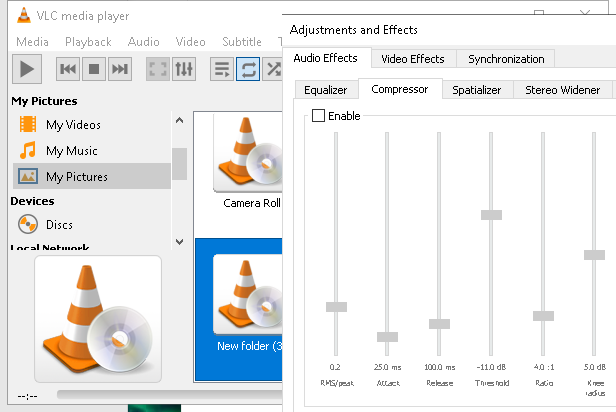 VLC media player
Media Playback Audio Video Subtitle T
My Pictures
My Videos
My Music
My Pictures
Devices
Discs
Local Network
Camera Roll
New folder (3
--:--
Adjustments and Effects
Audio Effects Video Effects Synchronization
Equalizer Compressor Spatializer Stereo Widener
Enable
0.2 25.0 ms 100.0 ms -11.0 dB 4.0 :1 5.0 dB
RMS/peak Attack Release Threshold Ratio Knee
radius